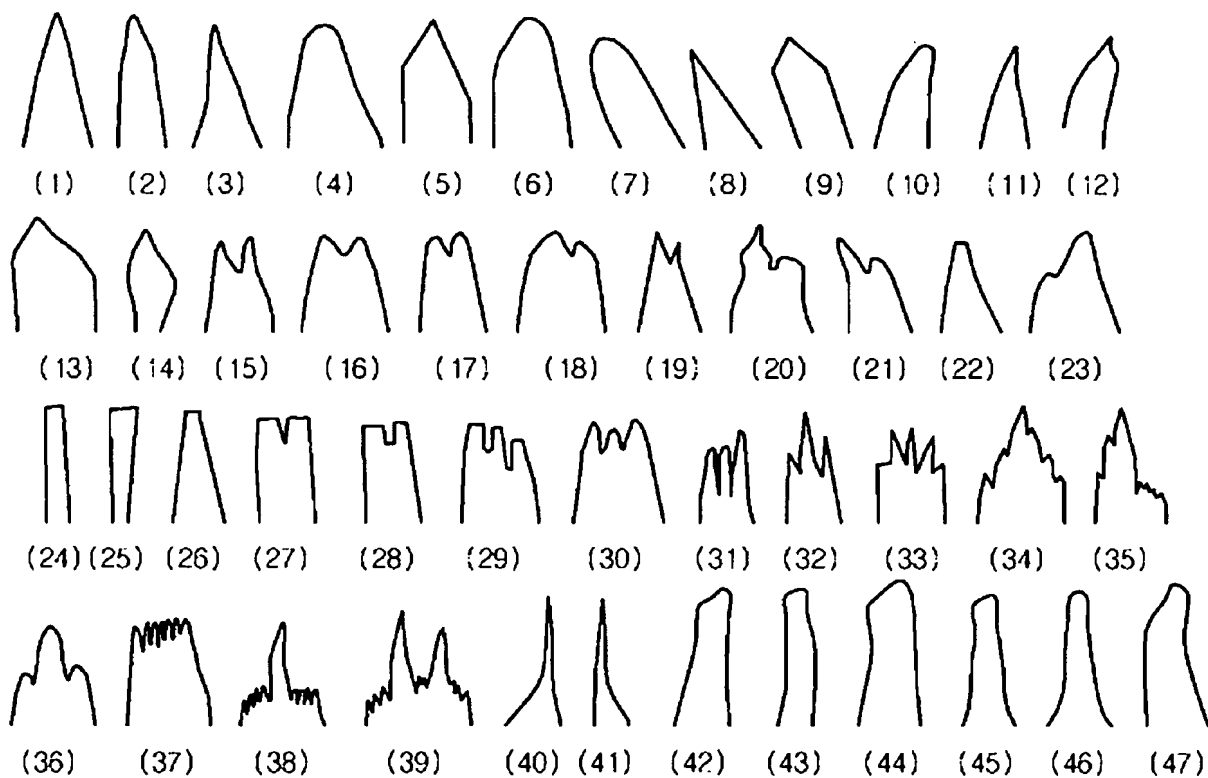 (1) (2) (3) (4) (5) (6) (7) (8) (9) (10) (11) (12)
(13) (14) (15) (16) (17) (18) (19) (20) (21) (22) (23)
(24) (25) (26) (27) (28) (29) (30) (31) (32) (33) (34) (35)
(36) (37) (38) (39) (40) (41) (42) (43) (44) (45) (46) (47)